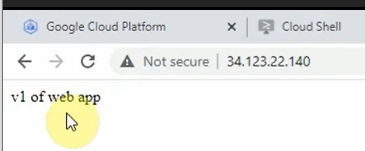 Google Cloud Platform
Cloud Shell
Not secure
34.123.22.140
v1 of web app